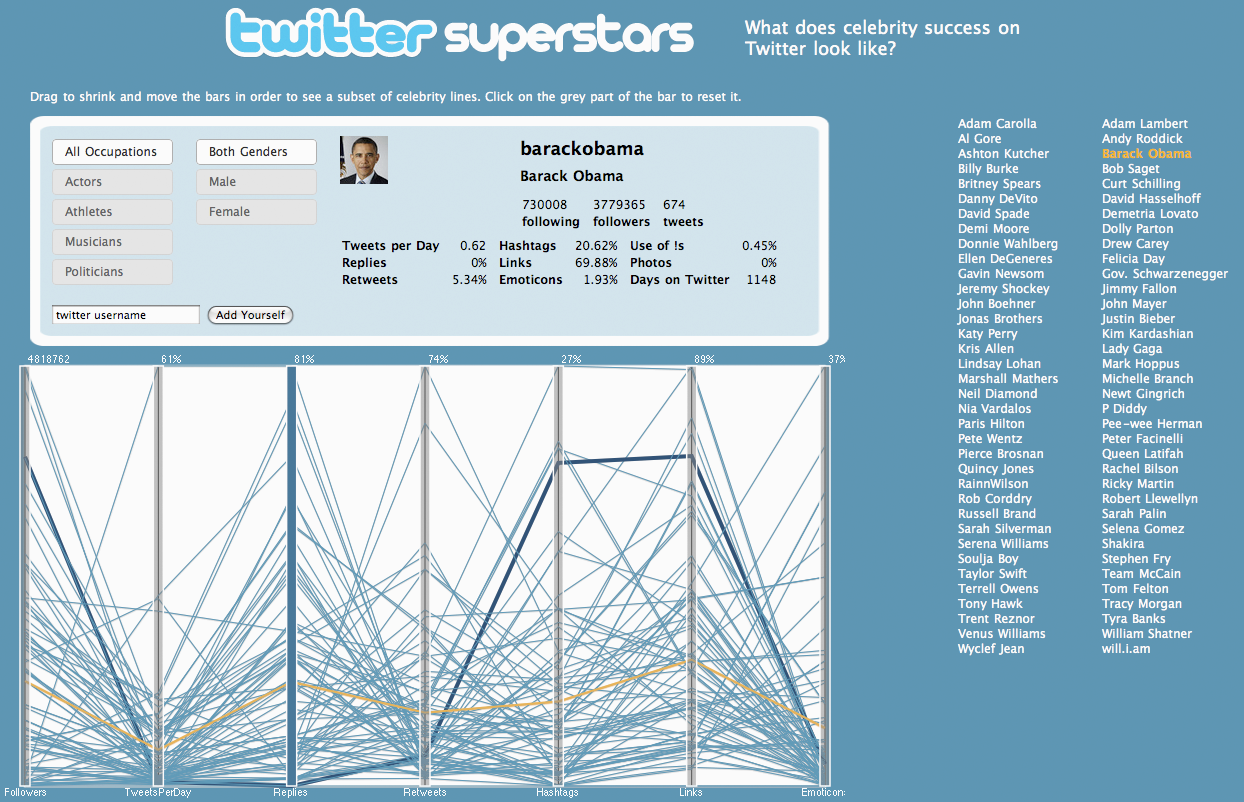 twitter superstars
What does celebrity success on
Twitter look like?
Drag to shrink and move the bars in order to see a subset of celebrity lines. Click on the grey part of the bar to reset it.
All Occupations
Actors
Athletes
Musicians
Politicians
Both Genders
Male
Female
barackobama
Barack Obama
730008 3779365 674
following followers tweets
Tweets per Day 0.62 Hashtags 20.62% Use of !s 0.45%
Replies 0% Links 69.88% Photos 0%
Retweets 5.34% Emoticons 1.93% Days on Twitter 1148
twitter username Add Yourself
4818762 61% 81% 74% 27% 89% 37%
Followers TweetsPerDay Replies Retweets Hashtags Links Emoticon:
Adam Carolla
Al Gore
Ashton Kutcher
Billy Burke
Britney Spears
Danny DeVito
David Spade
Demi Moore
Donnie Wahlberg
Ellen DeGeneres
Gavin Newsom
Jeremy Shockey
John Boehner
Jonas Brothers
Katy Perry
Kris Allen
Lindsay Lohan
Marshall Mathers
Neil Diamond
Nia Vardalos
Paris Hilton
Pete Wentz
Pierce Brosnan
Quincy Jones
RainnWilson
Rob Corddry
Russell Brand
Sarah Silverman
Serena Williams
Soulja Boy
Taylor Swift
Terrell Owens
Tony Hawk
Trent Reznor
Venus Williams
Wyclef Jean
Adam Lambert
Andy Roddick
Barack Obama
Bob Saget
Curt Schilling
David Hasselhoff
Demetria Lovato
Dolly Parton
Drew Carey
Felicia Day
Gov. Schwarzenegger
Jimmy Fallon
John Mayer
Justin Bieber
Kim Kardashian
Lady Gaga
Mark Hoppus
Michelle Branch
Newt Gingrich
P Diddy
Pee-wee Herman
Peter Facinelli
Queen Latifah
Rachel Bilson
Ricky Martin
Robert Llewellyn
Sarah Palin
Selena Gomez
Shakira
Stephen Fry
Team McCain
Tom Felton
Tracy Morgan
Tyra Banks
William Shatner
will.i.am